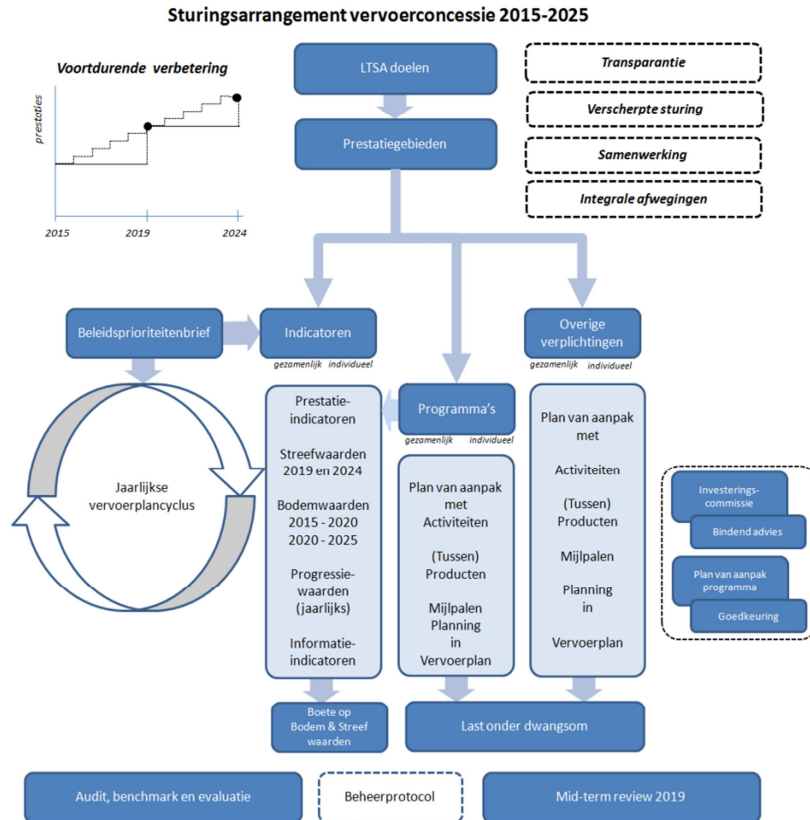 Sturingsarrangement vervoerconcessie 2015-2025
Voortdurende verbetering
prestaties
2015
2019
2024
LTSA doelen
Prestatiegebieden
Transparantie
Verscherpte sturing
Samenwerking
Integrale afwegingen
Beleidsprioriteitenbrief
Indicatoren
gezamenlijk individueel
Overige
verplichtingen
gezamenlijk individueel
Programma's
gezamenlijk individueel
Jaarlijkse
vervoerplancyclus
Prestatie-
indicatoren
Streefwaarden
2019 en 2024
Bodemwaarden
2015 - 2020
2020 - 2025
Progressie-
waarden
(jaarlijks)
Informatie-
indicatoren
Plan van aanpak
met
Activiteiten
(Tussen)
Producten
Mijlpalen
Planning
in
Vervoerplan
Plan van aanpak
met
Activiteiten
(Tussen)
Producten
Mijlpalen
Planning
in
Vervoerplan
Investerings-
commissie
Bindend advies
Plan van aanpak
programma
Goedkeuring
Boete op
Bodem & Streef
waarden
Last onder dwangsom
Audit, benchmark en evaluatie
Beheerprotocol
Mid-term review 2019